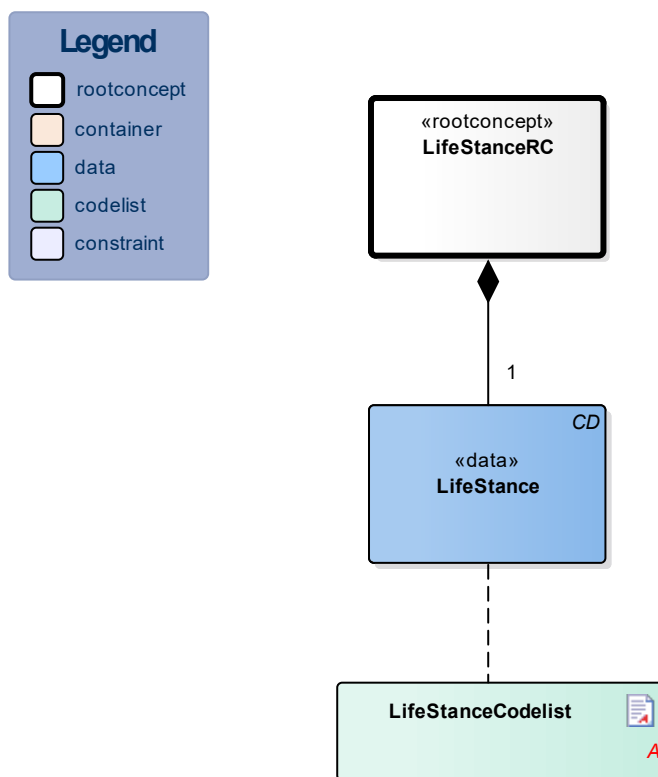 Legend
rootconcept
container
data
codelist
constraint
«rootconcept»
LifeStanceRC
1
CD
«data»
LifeStance
LifeStanceCodelist
A